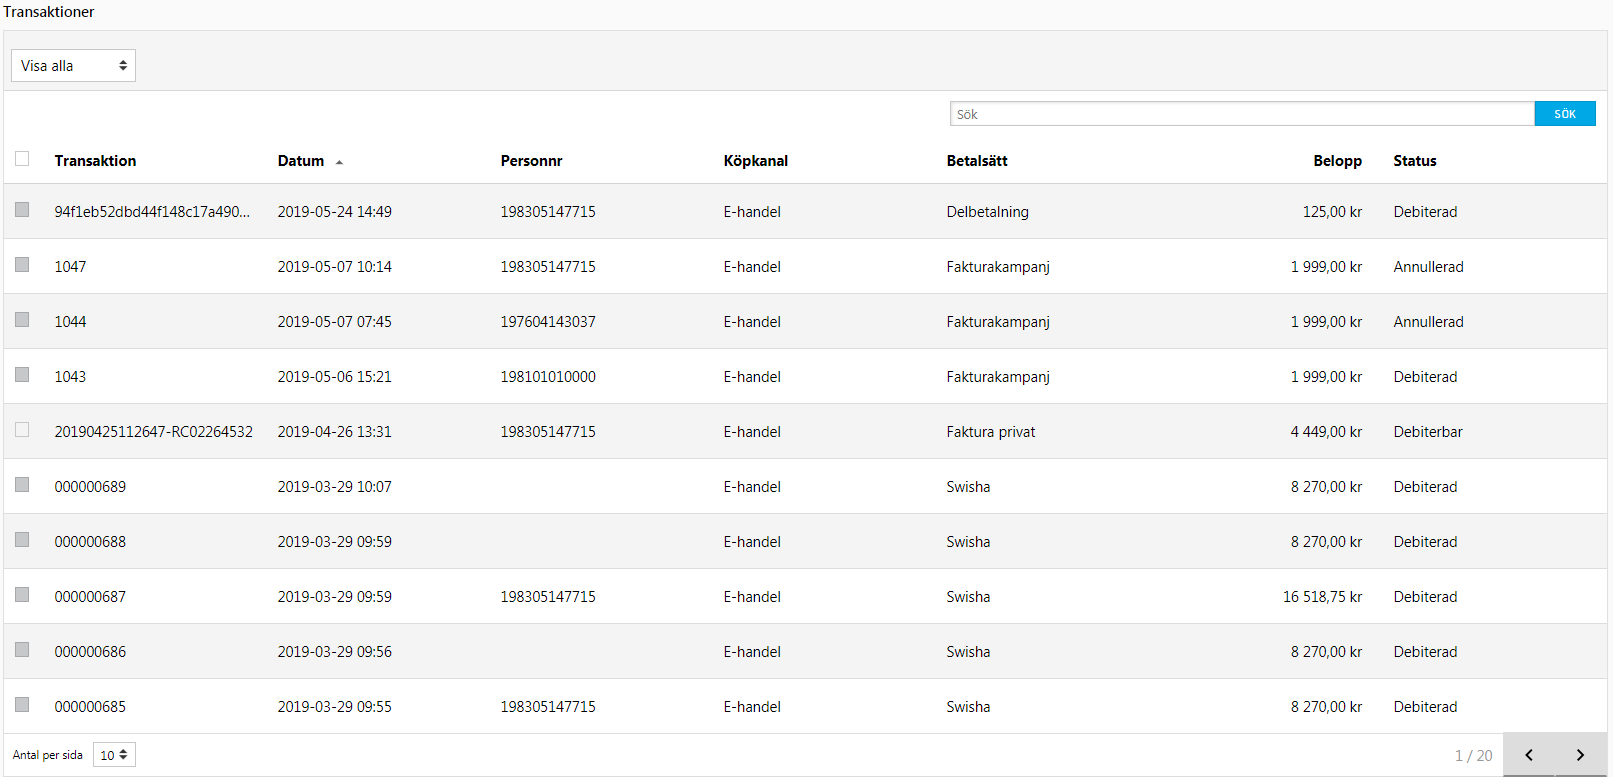 Transaktioner
Visa alla
Sök SÖK
Transaktion Datum Personnr Köpkanal Betalsätt Belopp Status
94f1eb52dbd44f148c17a490... 2019-05-24 14:49 198305147715 E-handel Delbetalning 125,00 kr Debiterad
1047 2019-05-07 10:14 198305147715 E-handel Fakturakampanj 1 999,00 kr Annullerad
1044 2019-05-07 07:45 197604143037 E-handel Fakturakampanj 1 999,00 kr Annullerad
1043 2019-05-06 15:21 198101010000 E-handel Fakturakampanj 1 999,00 kr Debiterad
20190425112647-RC02264532 2019-04-26 13:31 198305147715 E-handel Faktura privat 4 449,00 kr Debiterbar
000000689 2019-03-29 10:07 E-handel Swisha 8 270,00 kr Debiterad
000000688 2019-03-29 09:59 E-handel Swisha 8 270,00 kr Debiterad
000000687 2019-03-29 09:59 198305147715 E-handel Swisha 16 518,75 kr Debiterad
000000686 2019-03-29 09:56 E-handel Swisha 8 270,00 kr Debiterad
000000685 2019-03-29 09:55 198305147715 E-handel Swisha 8 270,00 kr Debiterad
Antal per sida 10 1 / 20